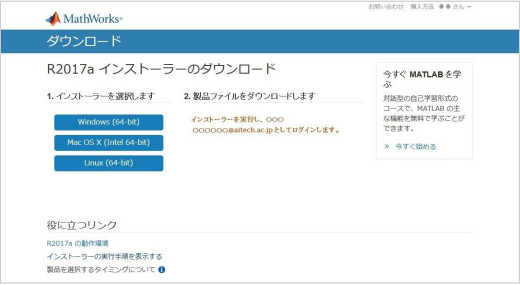 お問い合わせ 購入方法 ●● さん
MathWorks®
ダウンロード
R2017a インストーラーのダウンロード
1. インストーラーを選択します
2. 製品ファイルをダウンロードします
今すぐ MATLAB を学
ぶ
Windows (64-bit)
インストーラーを実行し、○○○
○○○○○○@aitech.ac.jp としてログインします。
対話型の自己学習形式の
コースで、MATLAB の主
な機能を無料で学ぶことが
できます。
Mac OS X (Intel 64-bit)
» 今すぐ始める
Linux (64-bit)
役に立つリンク
R2017a の動作環境
インストーラーの実行手順を表示する
製品を選択するタイミングについて